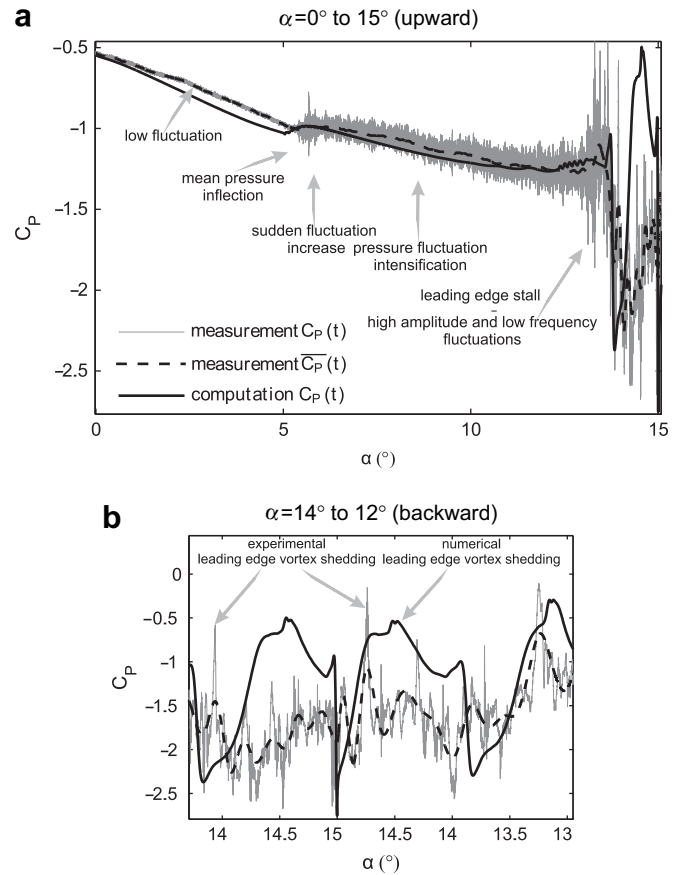 a
α=0° to 15° (upward)
−0.5
−1
−1.5
−2
−2.5
C_P
low fluctuation
mean pressure
inflection
sudden fluctuation
increase
pressure fluctuation
intensification
leading edge stall
–
high amplitude and low frequency
fluctuations
measurement C_P (t)
measurement C̅_P̅ (t)
computation C_P (t)
0 5 10 15
α (°)
b
α=14° to 12° (backward)
experimental
leading edge vortex shedding
numerical
leading edge vortex shedding
0
−0.5
−1
−1.5
−2
−2.5
C_P
14 14.5 15 14.5 14 13.5 13
α (°)